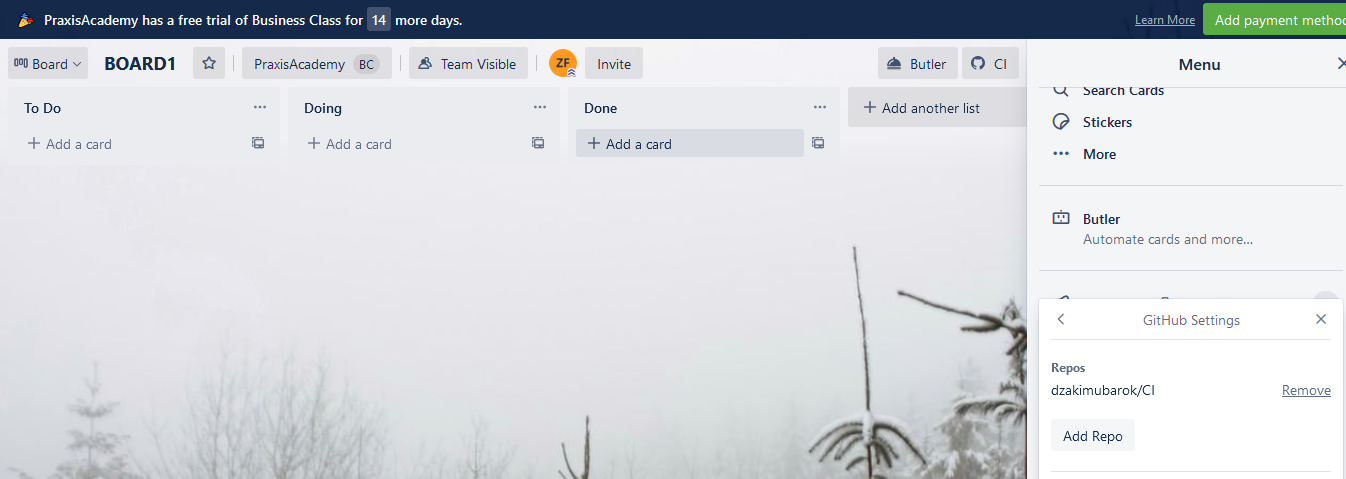 PraxisAcademy has a free trial of Business Class for 14 more days.
Learn More
Add payment metho
Board
BOARD1
PraxisAcademy BC
Team Visible
ZF
Invite
Butler
CI
Menu
To Do
Doing
Done
Add another list
Add a card
Add a card
Add a card
Search Cards
Stickers
More
Butler
Automate cards and more...
GitHub Settings
Repos
dzakimubarok/CI
Remove
Add Repo